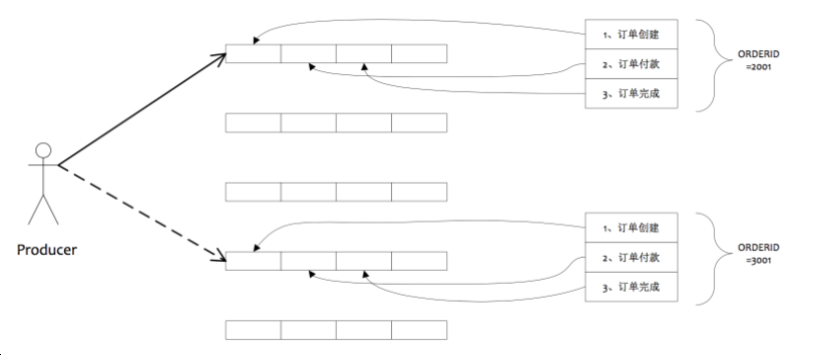 1、订单创建
2、订单付款
3、订单完成
ORDERID
=2001
Producer
1、订单创建
2、订单付款
3、订单完成
ORDERID
=3001